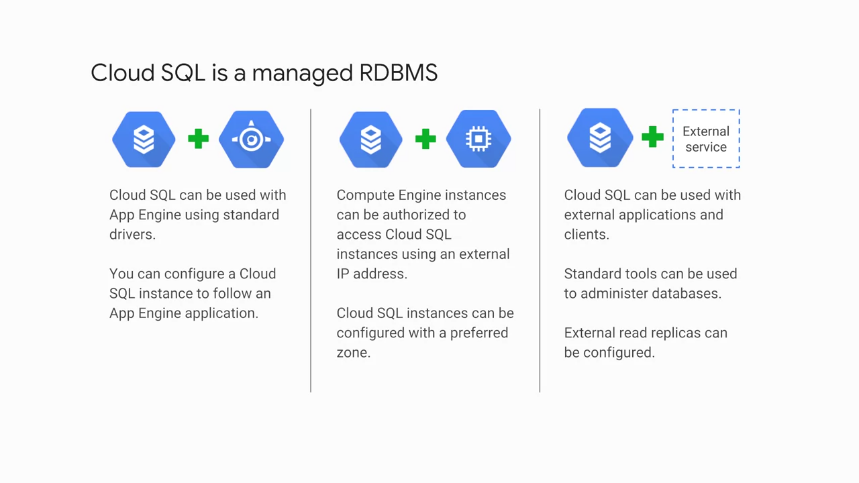 Cloud SQL is a managed RDBMS
Cloud SQL can be used with
App Engine using standard
drivers.
You can configure a Cloud
SQL instance to follow an
App Engine application.
Compute Engine instances
can be authorized to
access Cloud SQL
instances using an external
IP address.
Cloud SQL instances can be
configured with a preferred
zone.
External
service
Cloud SQL can be used with
external applications and
clients.
Standard tools can be used
to administer databases.
External read replicas can
be configured.